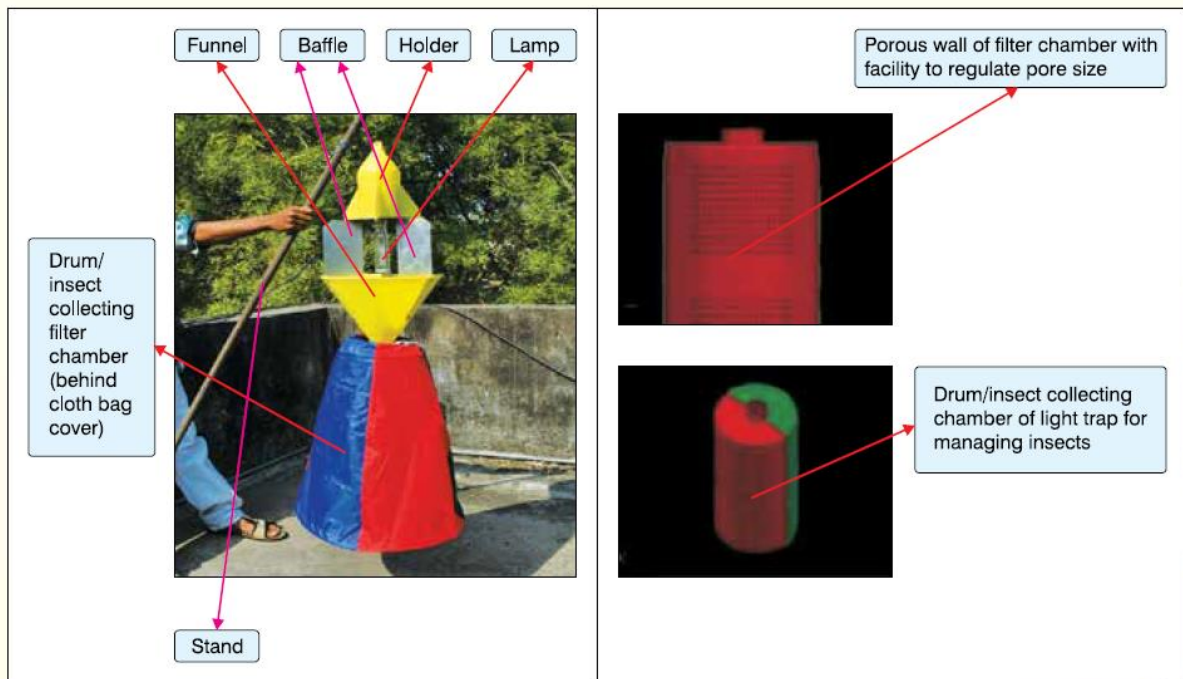 Funnel
Baffle
Holder
Lamp
Drum/
insect
collecting
filter
chamber
(behind
cloth bag
cover)
Stand
Porous wall of filter chamber with
facility to regulate pore size
Drum/insect collecting
chamber of light trap for
managing insects